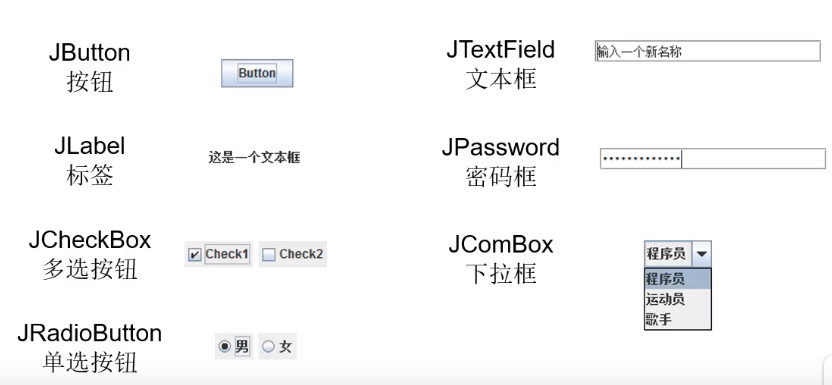 JButton
按钮
Button
JLabel
标签
这是一个文本框
JCheckBox
多选按钮
Check1
Check2
JRadioButton
单选按钮
男
女
JTextField
文本框
输入一个新名称
JPassword
密码框
JComBox
下拉框
程序员
程序员
运动员
歌手